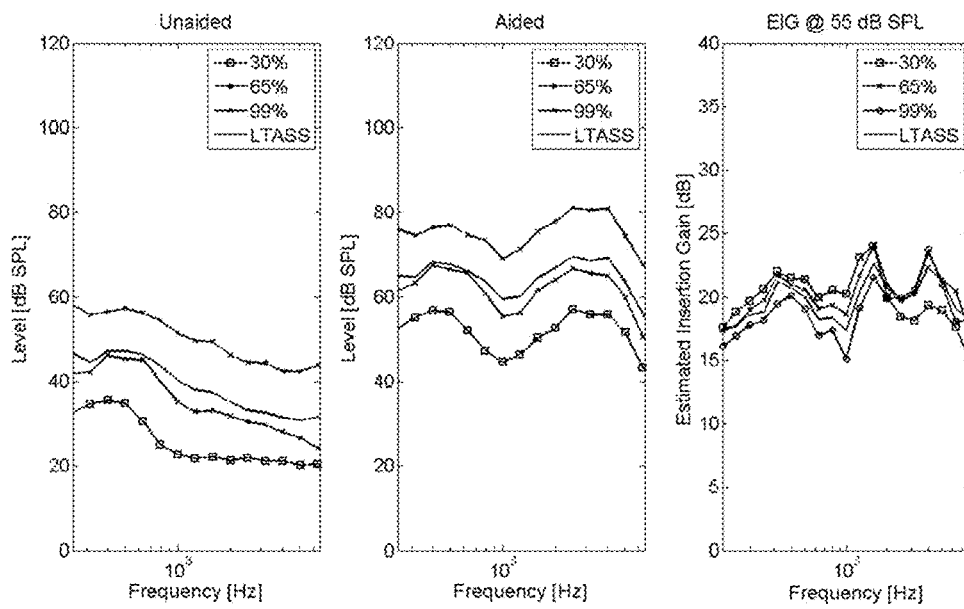 Unaided
120
100
80
60
40
20
0
Level [dB SPL]
30%
65%
99%
LTASS
10³
Frequency [Hz]
Aided
120
100
80
60
40
20
0
Level [dB SPL]
30%
65%
99%
LTASS
10³
Frequency [Hz]
EIG @ 55 dB SPL
40
35
30
25
20
15
10
5
0
Estimated Insertion Gain [dB]
30%
65%
99%
LTASS
10³
Frequency [Hz]